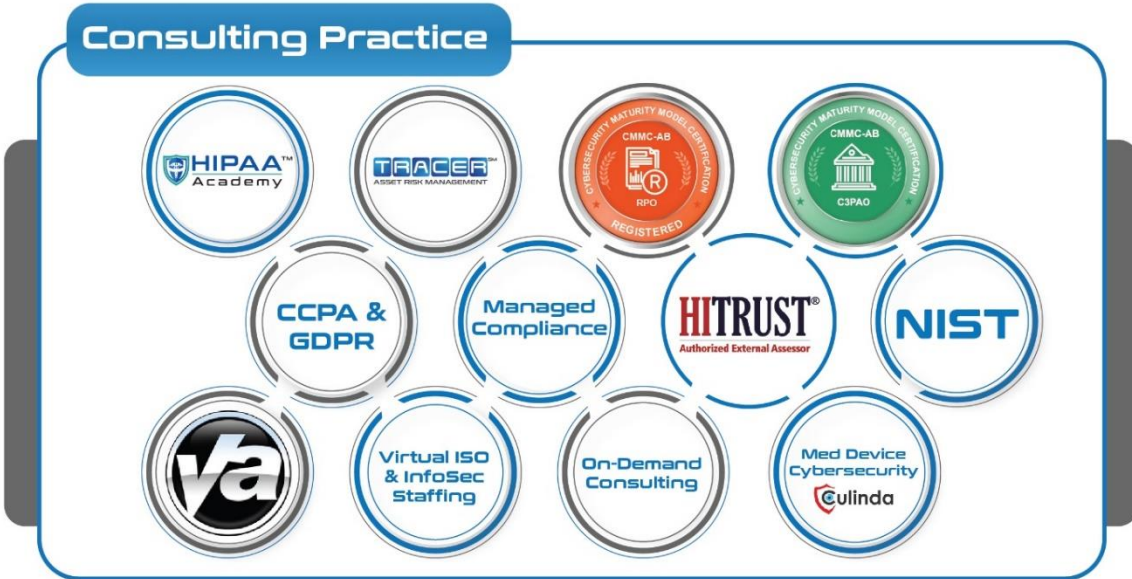 Consulting Practice
HIPAA™
Academy
TRACER℠
ASSET RISK MANAGEMENT
CYBERSECURITY MATURITY MODEL CERTIFICATION
CMMC-AB
R
RPO
REGISTERED
CYBERSECURITY MATURITY MODEL CERTIFICATION
CMMC-AB
C3PAO
CCPA &
GDPR
Managed
Compliance
HITRUST®
Authorized External Assessor
NIST
va
Virtual ISO
& InfoSec
Staffing
On-Demand
Consulting
Med Device
Cybersecurity
Culinda